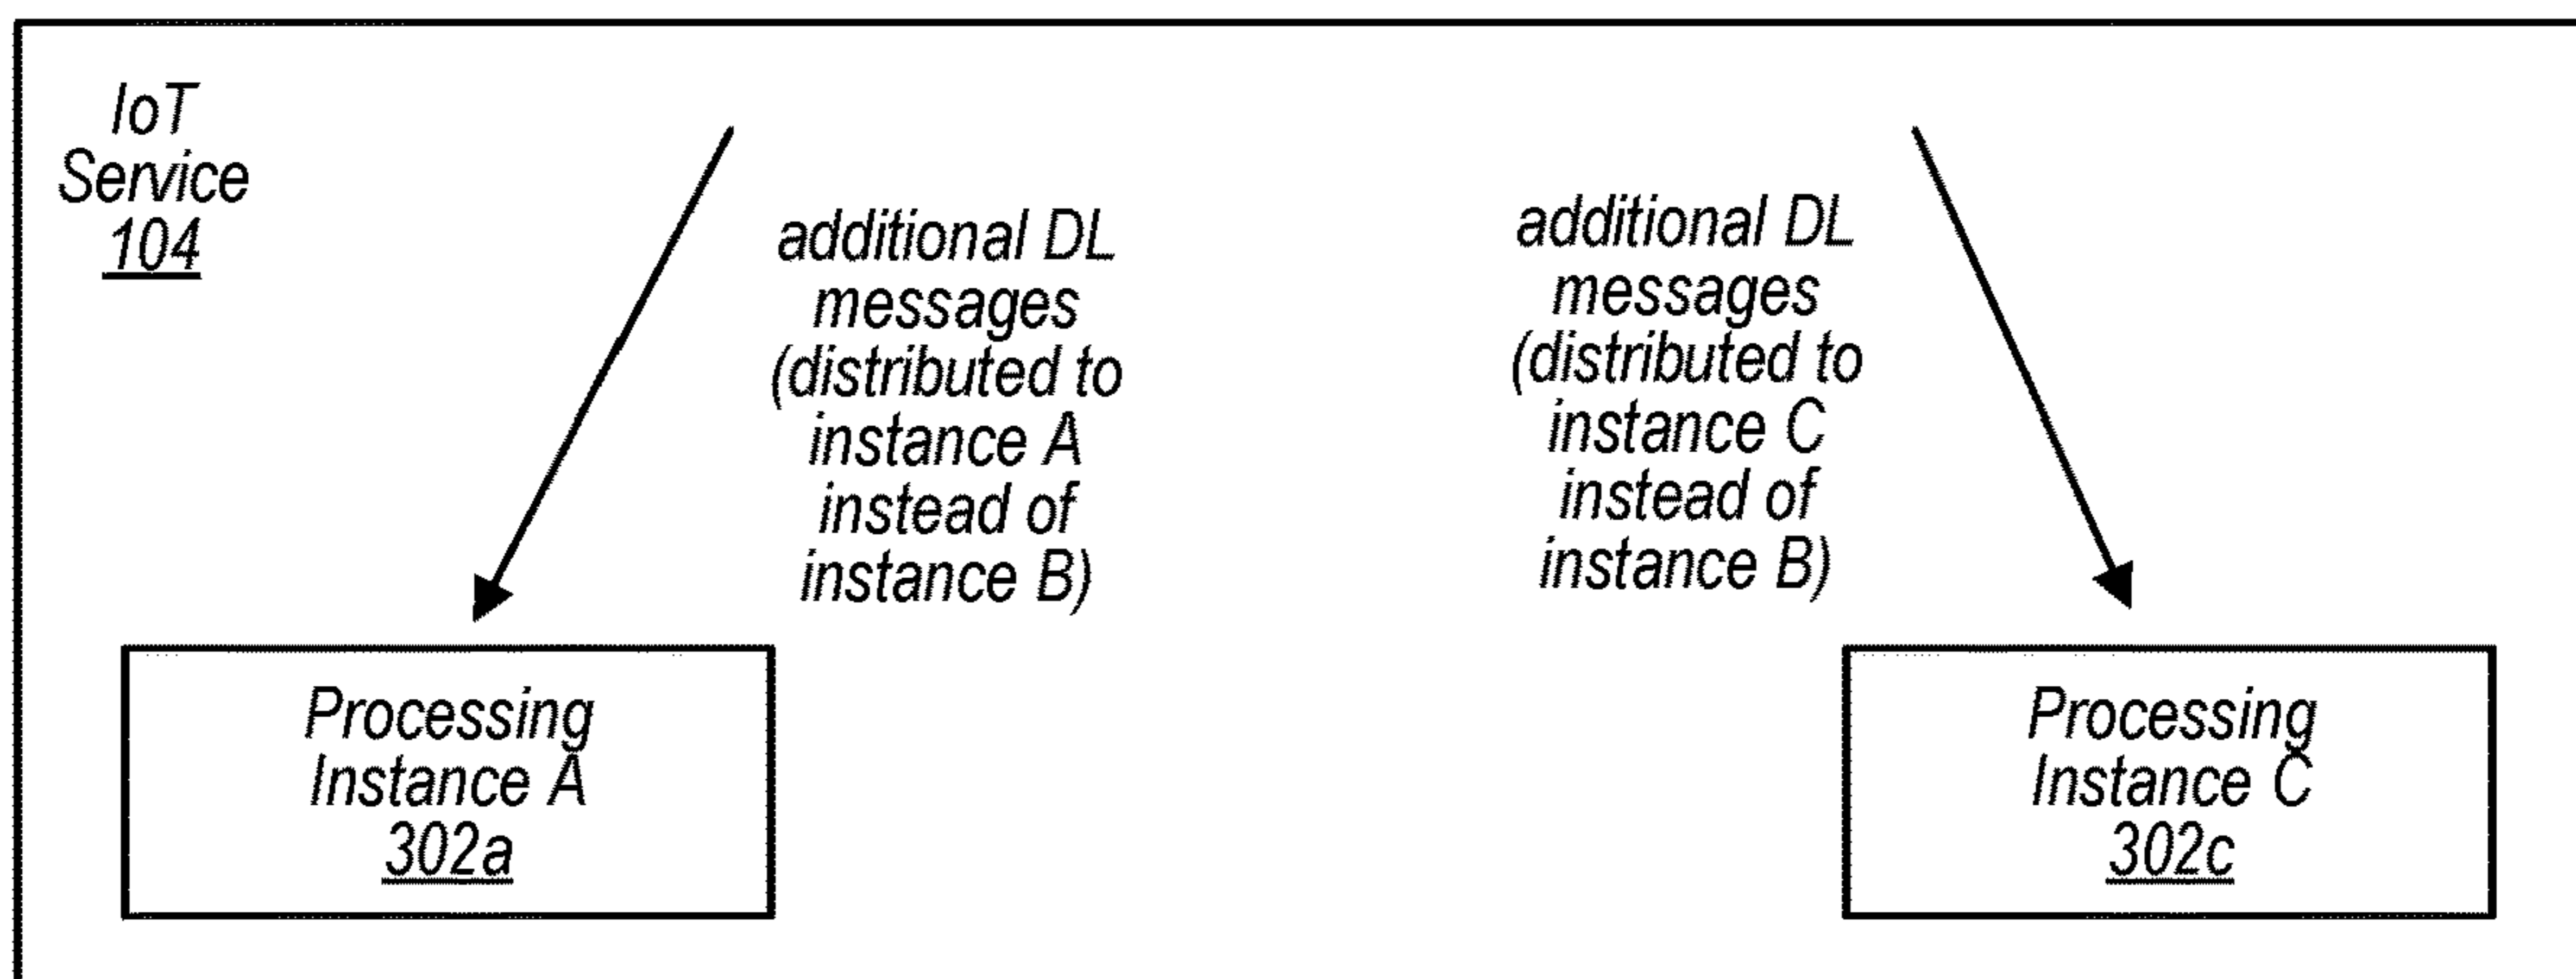 IoT
Service
104
additional DL
messages
(distributed to
instance A
instead of
instance B)
additional DL
messages
(distributed to
instance C
instead of
instance B)
Processing
Instance A
302a
Processing
Instance C
302c